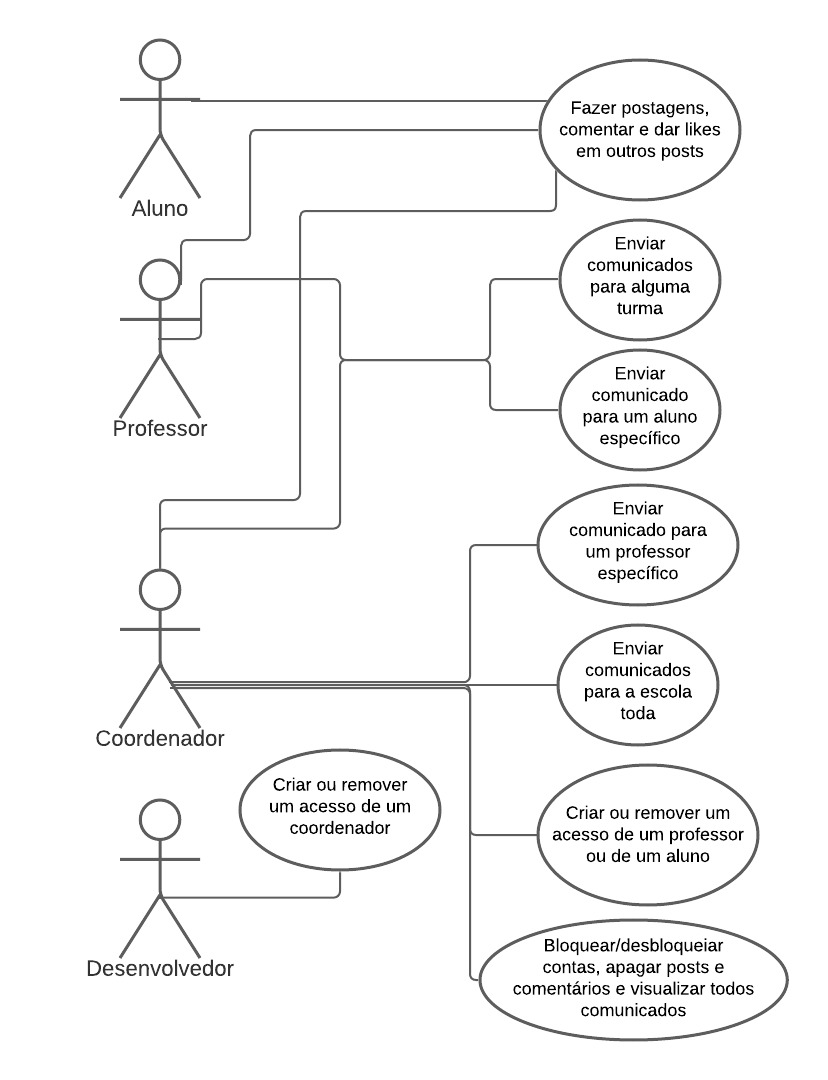 Aluno
Fazer postagens,
comentar e dar likes
em outros posts
Professor
Enviar
comunicados
para alguma
turma
Enviar
comunicado
para um aluno
específico
Coordenador
Enviar
comunicado para
um professor
específico
Enviar
comunicados
para a escola
toda
Criar ou remover um
acesso de um professor
ou de um aluno
Bloquear/desbloqueiar
contas, apagar posts e
comentários e visualizar todos
comunicados
Desenvolvedor
Criar ou remover
um acesso de um
coordenador